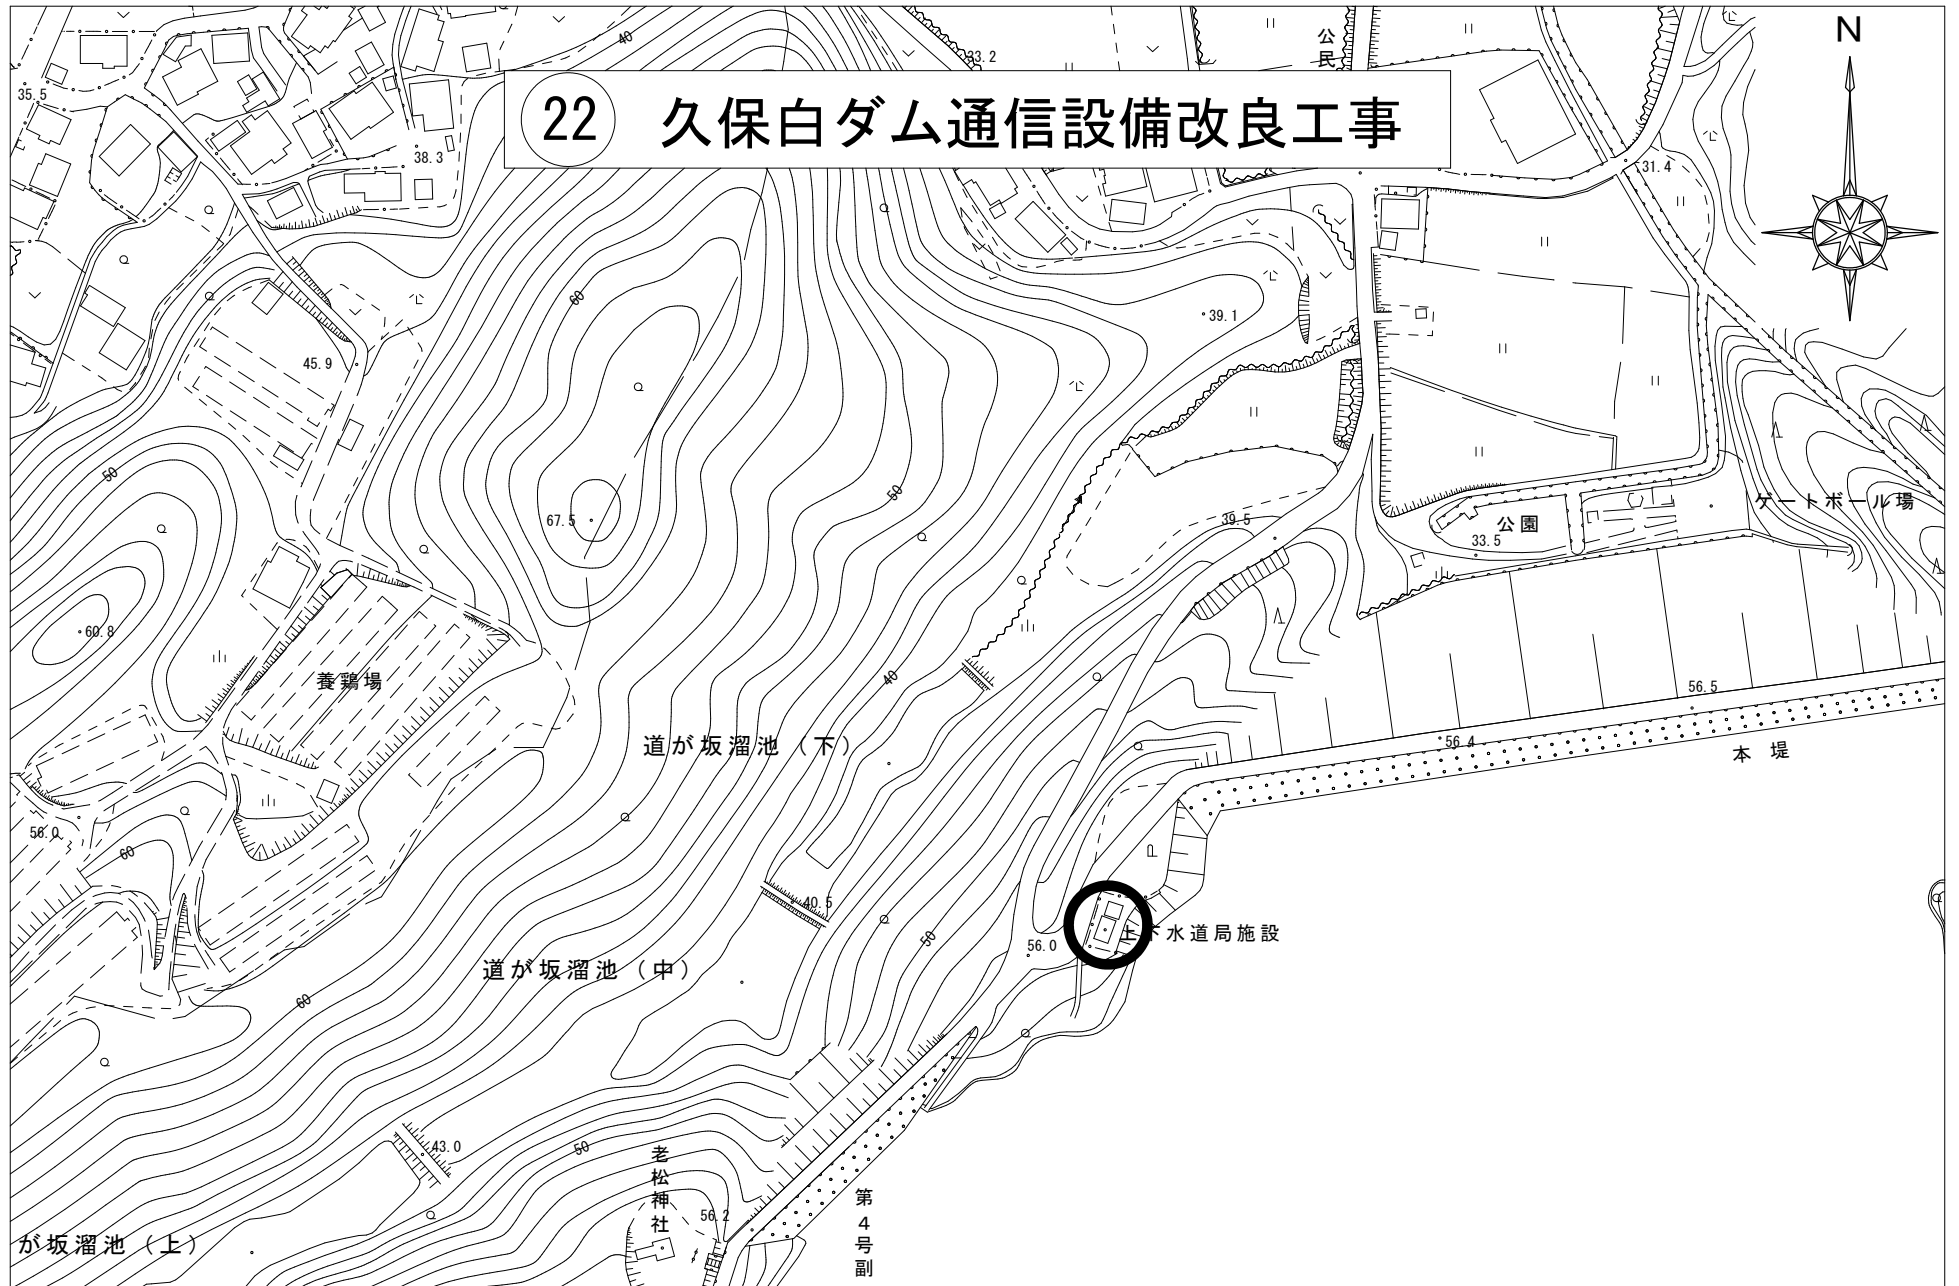 N
公民
40
33.2
35.5
22 久保白ダム通信設備改良工事
38.3
31.4
60
39.1
45.9
50
50
67.5
39.5
公園
33.5
ゲートボール場
60.8
養鶏場
40
56.5
道が坂溜池(下)
56.4
本堤
56.0
60
P
40.5
50
上下水道局施設
56.0
道が坂溜池(中)
60
43.0
50
老松神社
56.2
第4号副
が坂溜池(上)